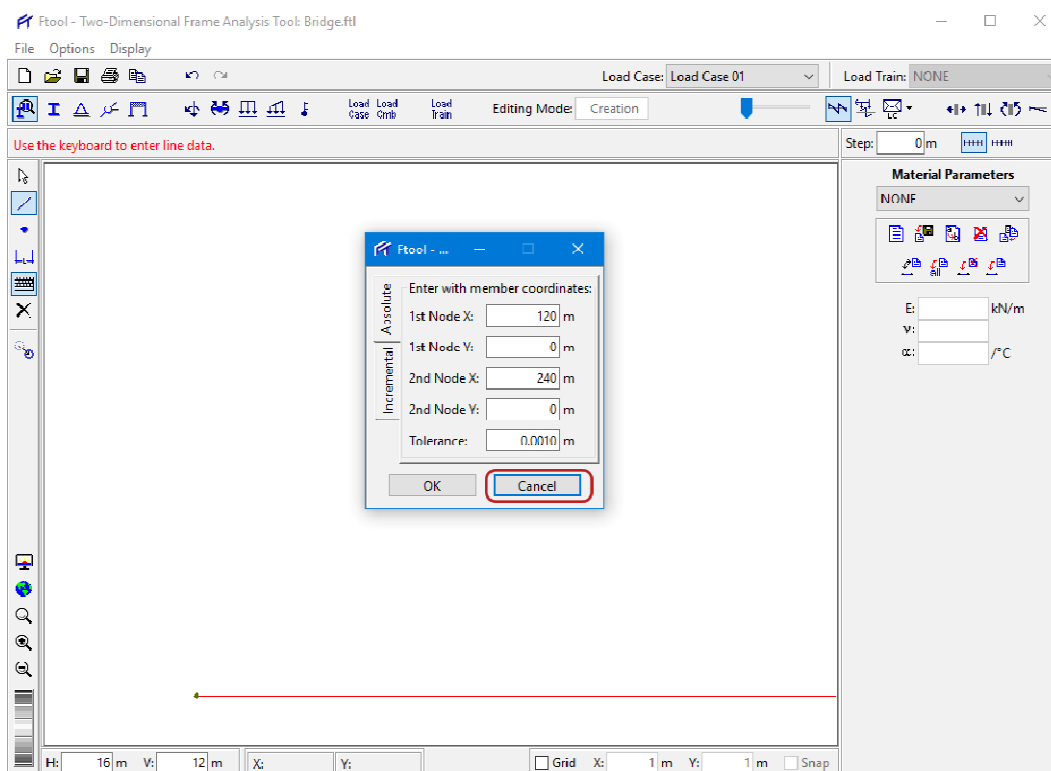 Ftool - Two-Dimensional Frame Analysis Tool: Bridge.ftl
File Options Display
Load Case: Load Case 01 Load Train: NONE
Load Case Load Cmb Load Train Editing Mode: Creation LC
Use the keyboard to enter line data.
Step: 0 m
Material Parameters
NONE
all
E: kN/m
ν:
α: /°C
Ftool - ...
Absolute
Incremental
Enter with member coordinates:
1st Node X: 120 m
1st Node Y: 0 m
2nd Node X: 240 m
2nd Node Y: 0 m
Tolerance: 0.0010 m
OK Cancel
H: 16 m V: 12 m X: Y: Grid X: 1 m Y: 1 m Snap